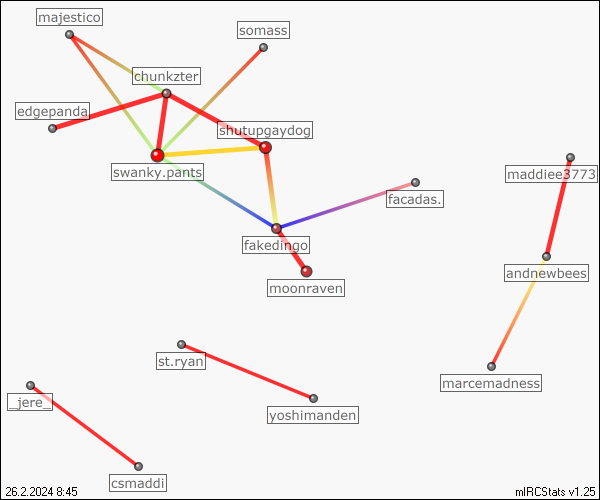 majestico
somass
chunkzter
edgepanda
shutupgaydog
swanky.pants
maddiee3773
facadas.
fakedingo
andnewbees
moonraven
st.ryan
marcemadness
_jere_
yoshimanden
csmaddi
26.2.2024 8:45
mIRCStats v1.25